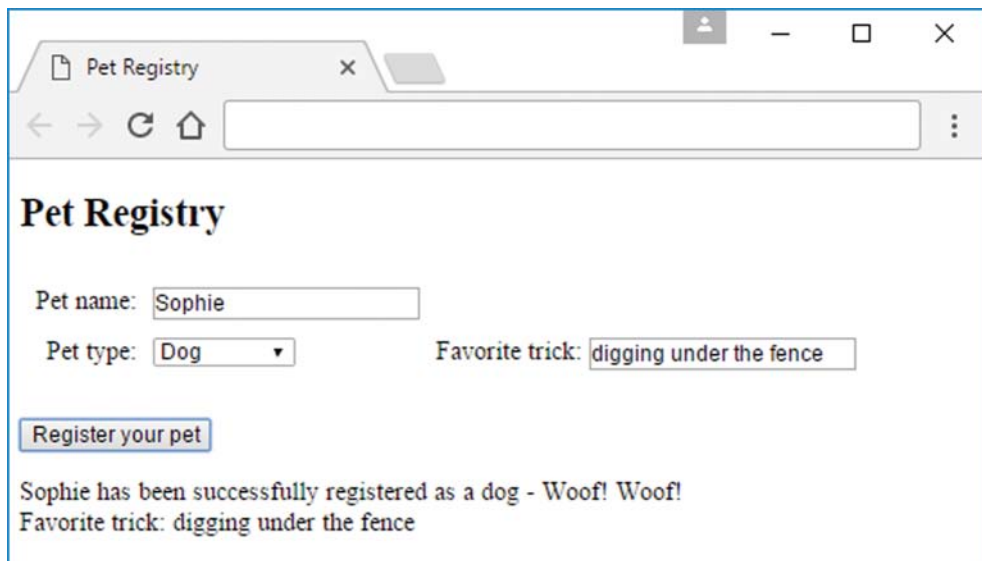 Pet Registry
Pet Registry
Pet name: Sophie
Pet type: Dog Favorite trick: digging under the fence
Register your pet
Sophie has been successfully registered as a dog - Woof! Woof!
Favorite trick: digging under the fence